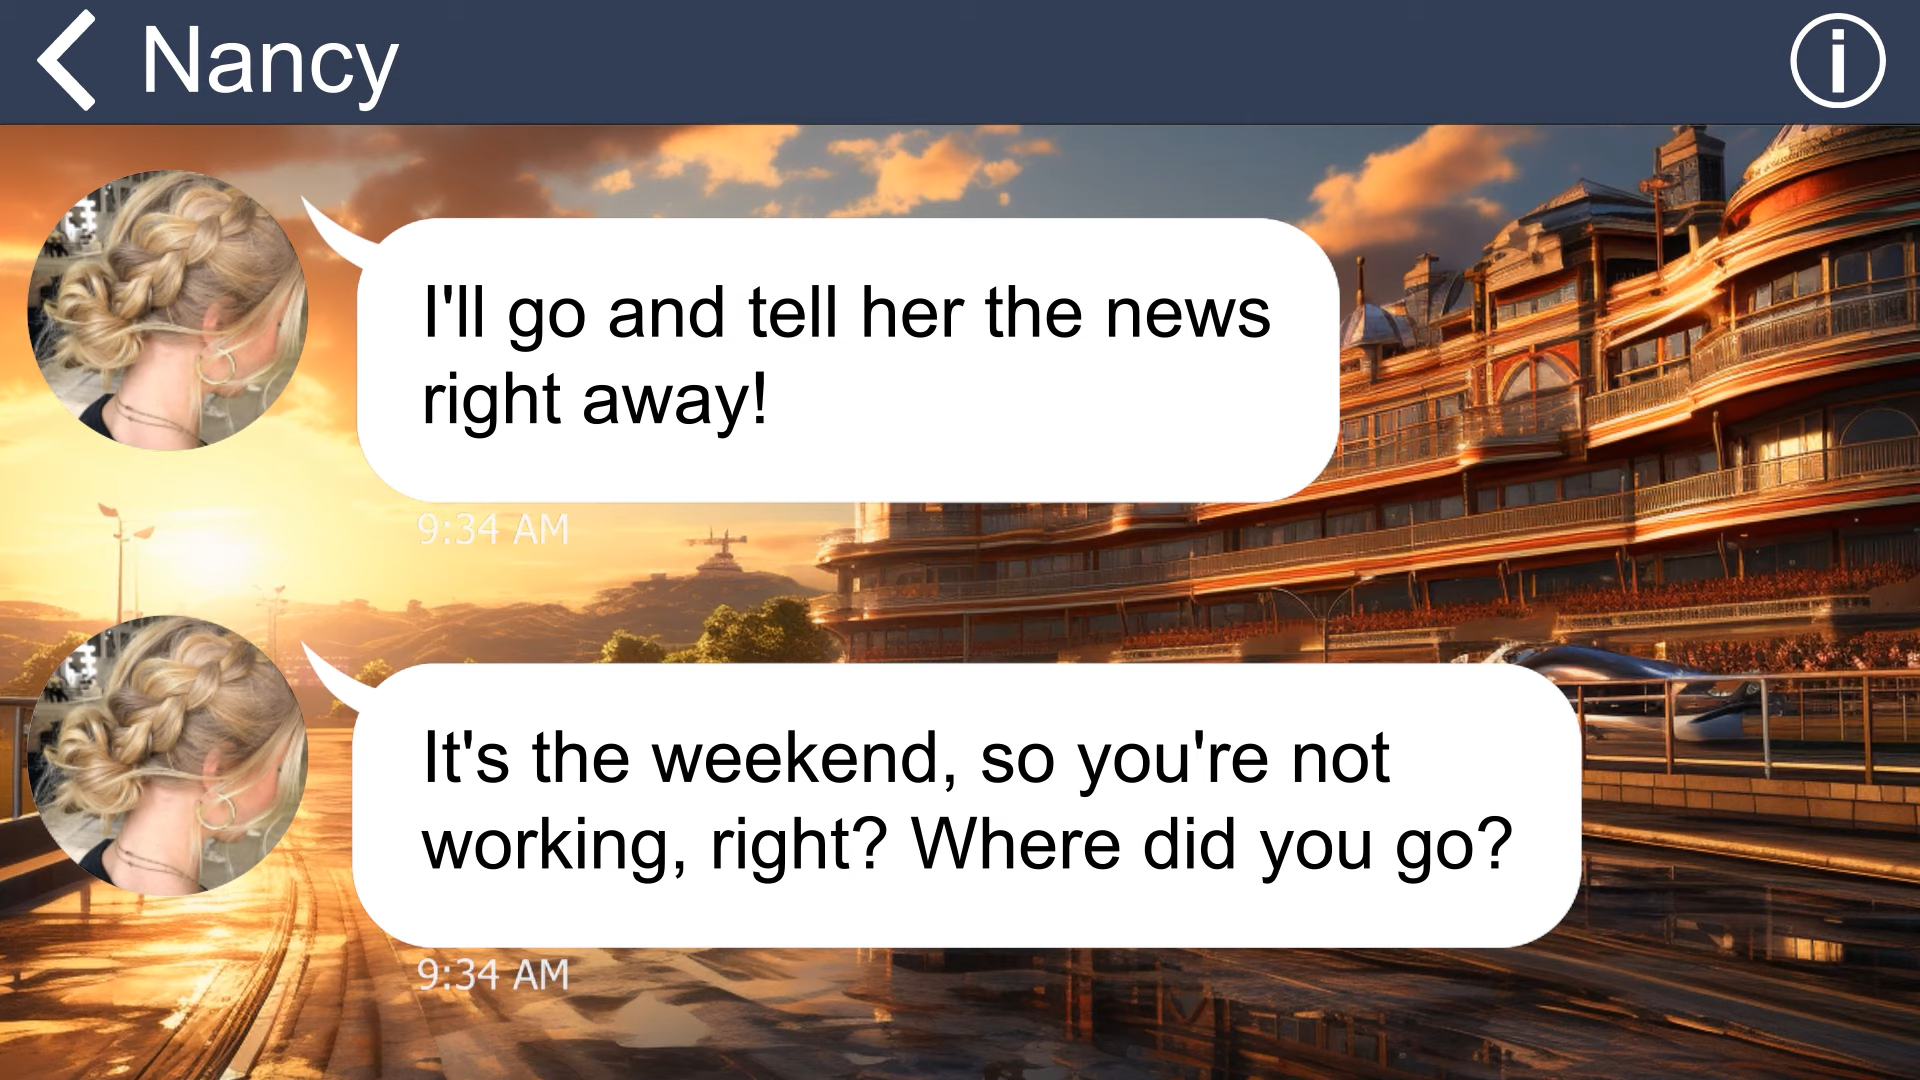 Nancy
I'll go and tell her the news
right away!
9:34 AM
It's the weekend, so you're not
working, right? Where did you go?
9:34 AM